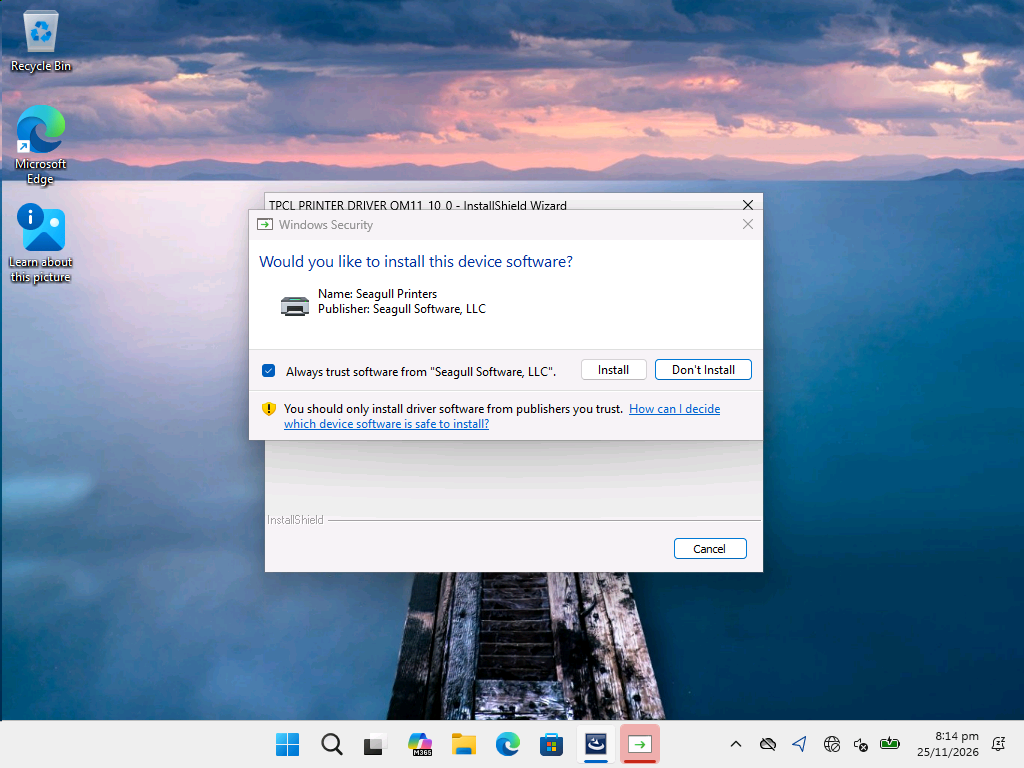 Recycle Bin
Microsoft
Edge
Learn about
this picture
TPCL PRINTER DRIVER QM11_10_0 - InstallShield Wizard
Windows Security
Would you like to install this device software?
Name: Seagull Printers
Publisher: Seagull Software, LLC
Always trust software from "Seagull Software, LLC".
Install
Don't Install
You should only install driver software from publishers you trust. How can I decide
which device software is safe to install?
InstallShield
Cancel
M365
8:14 pm
25/11/2026